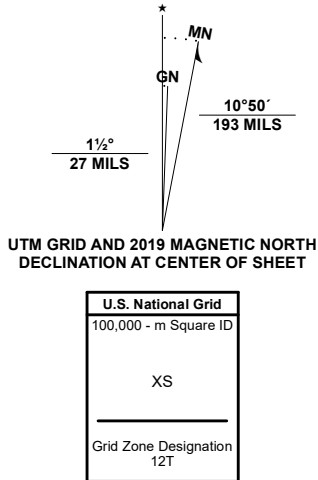 MN
GN
10°50´
193 MILS
1½°
27 MILS
UTM GRID AND 2019 MAGNETIC NORTH
DECLINATION AT CENTER OF SHEET
U.S. National Grid
100,000 - m Square ID
XS
Grid Zone Designation
12T